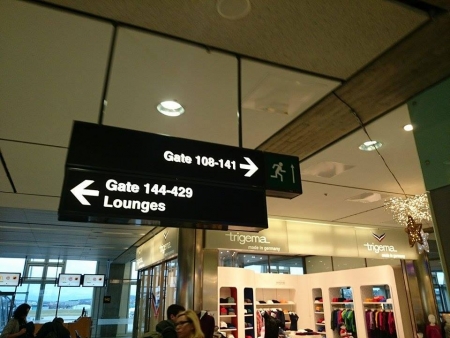 Gate 108-141
Gate 144-429
Lounges
trigema
made in germany
trigema
made in germany